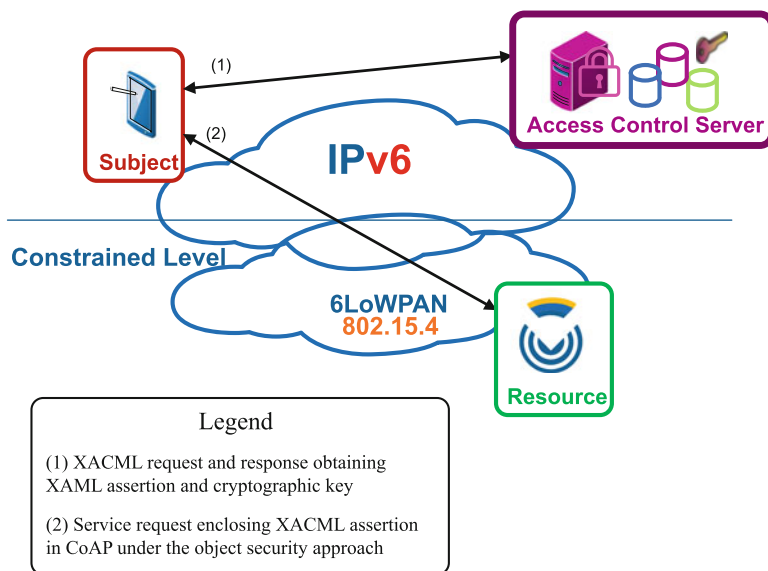 (1)
Access Control Server
(2)
Subject
IPv6
Constrained Level
6LoWPAN
802.15.4
Resource
Legend
(1) XACML request and response obtaining
XAML assertion and cryptographic key
(2) Service request enclosing XACML assertion
in CoAP under the object security approach